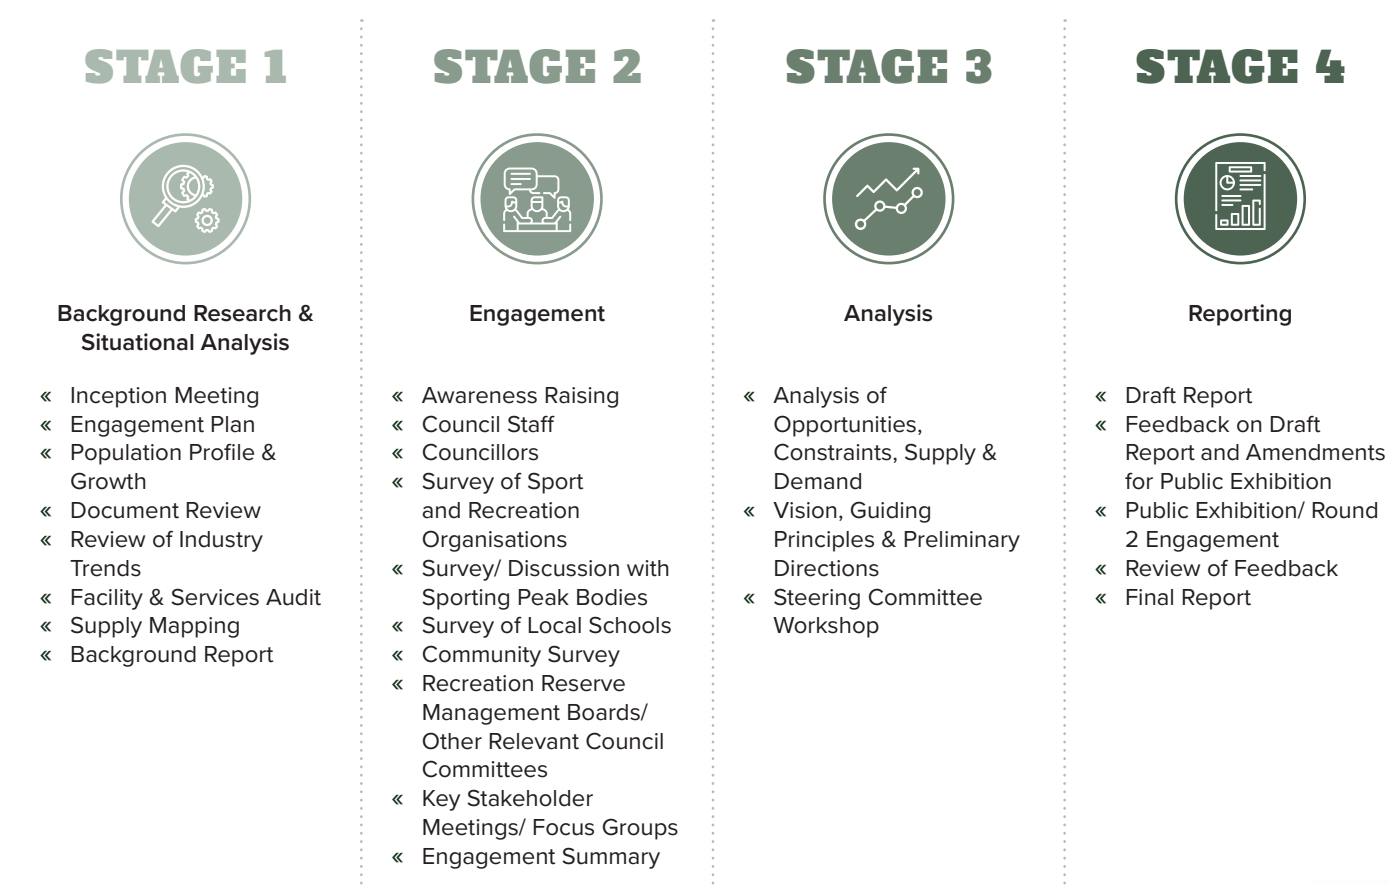 STAGE 1
Background Research &
Situational Analysis
« Inception Meeting
« Engagement Plan
« Population Profile &
Growth
« Document Review
« Review of Industry
Trends
« Facility & Services Audit
« Supply Mapping
« Background Report
STAGE 2
Engagement
« Awareness Raising
« Council Staff
« Councillors
« Survey of Sport
and Recreation
Organisations
« Survey/ Discussion with
Sporting Peak Bodies
« Survey of Local Schools
« Community Survey
« Recreation Reserve
Management Boards/
Other Relevant Council
Committees
« Key Stakeholder
Meetings/ Focus Groups
« Engagement Summary
STAGE 3
Analysis
« Analysis of
Opportunities,
Constraints, Supply &
Demand
« Vision, Guiding
Principles & Preliminary
Directions
« Steering Committee
Workshop
STAGE 4
Reporting
« Draft Report
« Feedback on Draft
Report and Amendments
for Public Exhibition
« Public Exhibition/ Round
2 Engagement
« Review of Feedback
« Final Report